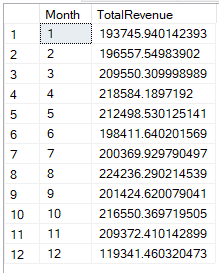 Month TotalRevenue
1 1 193745.940142393
2 2 196557.54983902
3 3 209550.309998989
4 4 218584.1897192
5 5 212498.530125141
6 6 198411.640201569
7 7 200369.929790497
8 8 224236.290214539
9 9 201424.620079041
10 10 216550.369719505
11 11 209372.410142899
12 12 119341.460320473